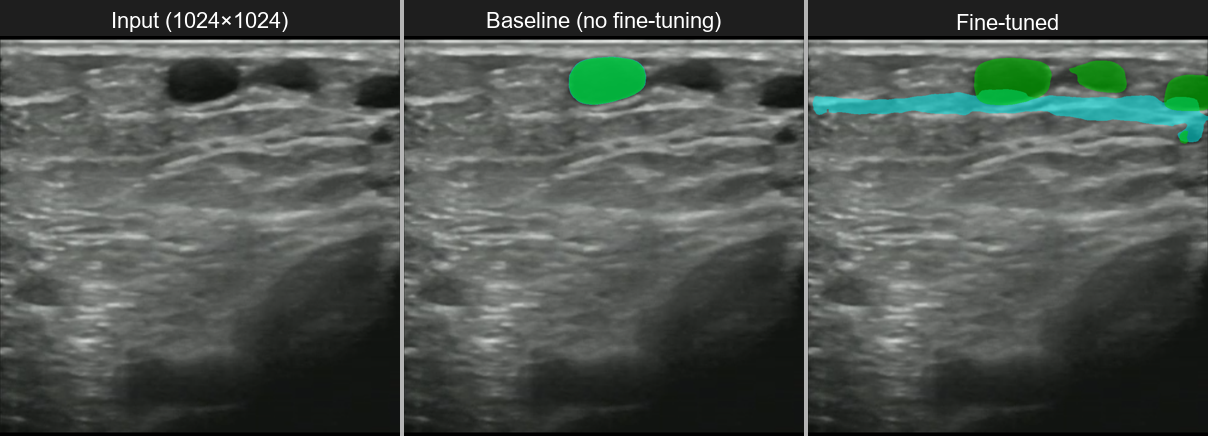 Input (1024×1024)
Baseline (no fine-tuning)
Fine-tuned